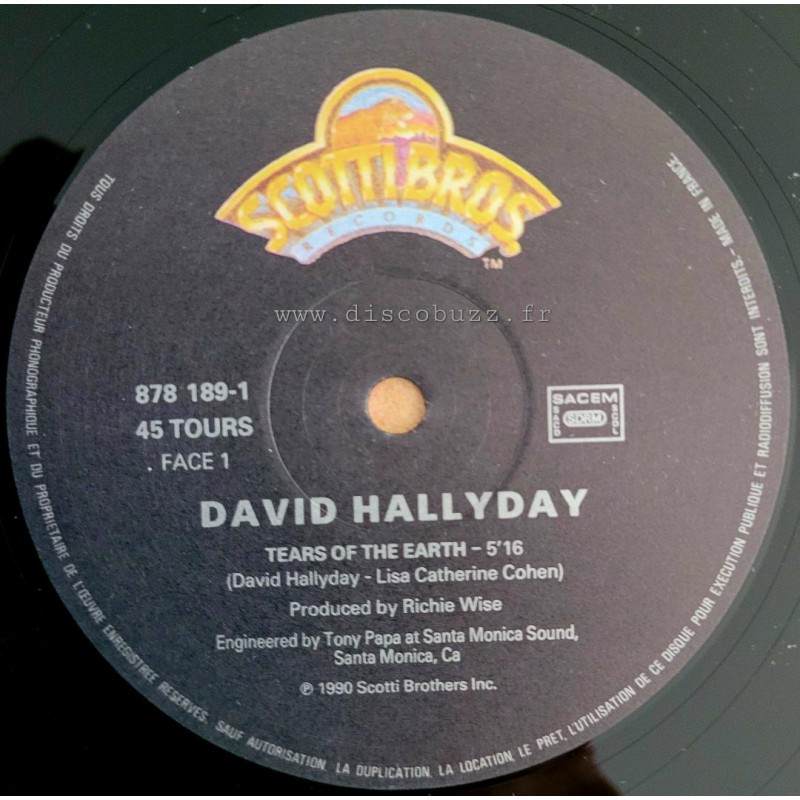 SCOTTI BROS.
RECORDS
TM
www.discobuzz.fr
878 189-1
45 TOURS
. FACE 1
SACEM
SACD
SDRM
SCDL
DAVID HALLYDAY
TEARS OF THE EARTH – 5'16
(David Hallyday - Lisa Catherine Cohen)
Produced by Richie Wise
Engineered by Tony Papa at Santa Monica Sound,
Santa Monica, Ca
℗ 1990 Scotti Brothers Inc.
TOUS DROITS DU PRODUCTEUR PHONOGRAPHIQUE ET DU PROPRIETAIRE DE L'ŒUVRE ENREGISTREE RESERVES. SAUF AUTORISATION, LA DUPLICATION, LA LOCATION, LE PRET, L'UTILISATION DE CE DISQUE POUR EXECUTION PUBLIQUE ET RADIODIFFUSION SONT INTERDITS. - MADE IN FRANCE.